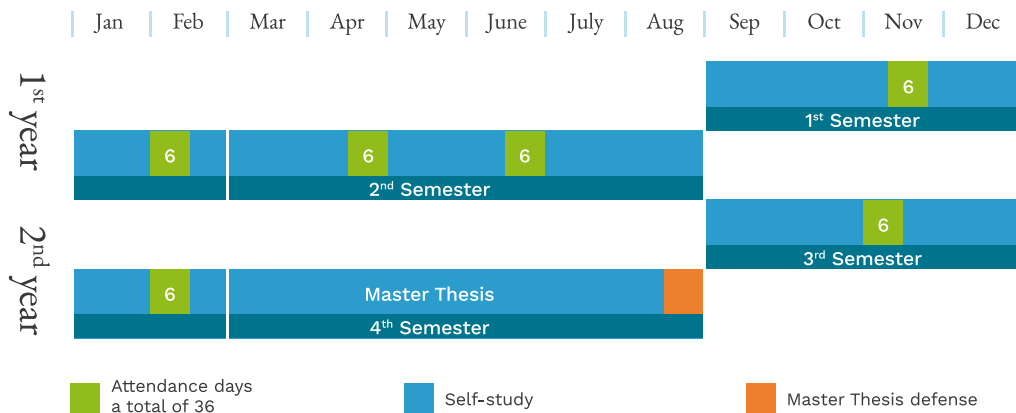 Jan Feb Mar Apr May June July Aug Sep Oct Nov Dec
1st year
6
1st Semester
6 6 6
2nd Semester
2nd year
6
3rd Semester
6 Master Thesis
4th Semester
Attendance days
a total of 36
Self-study
Master Thesis defense